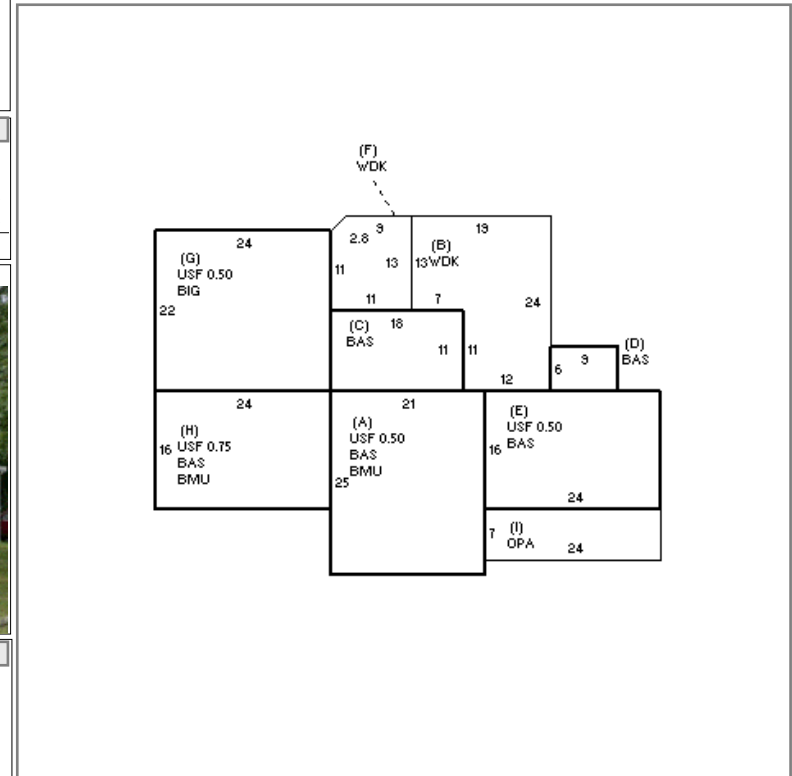 (F)
WDK
24
(G)
USF 0.50
BIG
22
9
2.8
11
13
11
19
(B)
13 WDK
7
24
11
12
(C)
18
BAS
11
(D)
BAS
9
6
24
(H)
16 USF 0.75
BAS
BMU
21
(A)
USF 0.50
BAS
BMU
25
(E)
USF 0.50
16 BAS
24
7
(I)
OPA
24